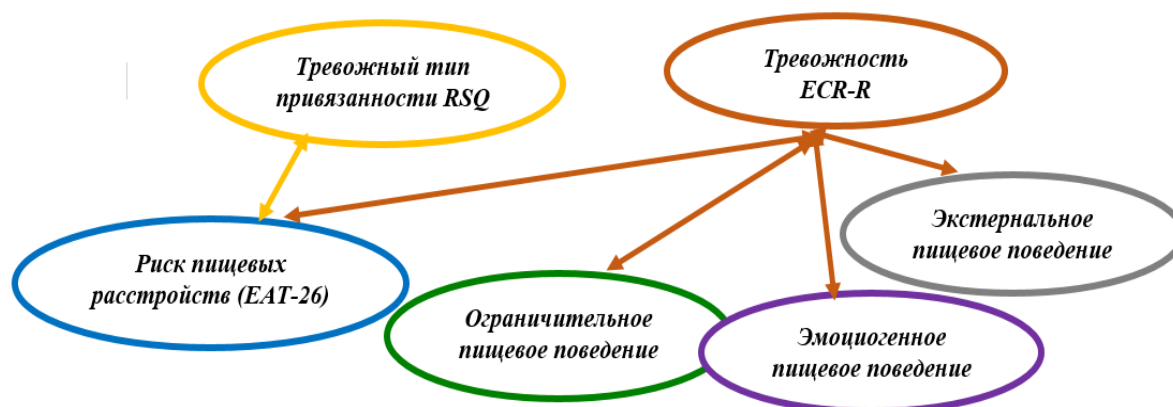 Тревожный тип
привязанности RSQ
Тревожность
ECR-R
Риск пищевых
расстройств (EAT-26)
Ограничительное
пищевое поведение
Эмоциогенное
пищевое поведение
Экстернальное
пищевое поведение